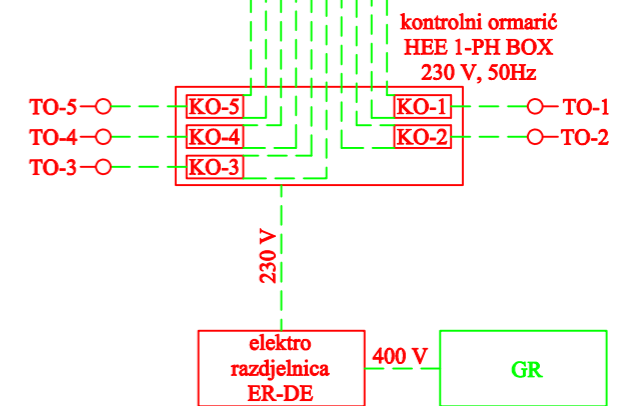 kontrolni ormarić
HEE 1-PH BOX
230 V, 50Hz
TO-5 KO-5 KO-1 TO-1
TO-4 KO-4 KO-2 TO-2
TO-3 KO-3
230 V
elektro
razdjelnica
ER-DE
400 V
GR